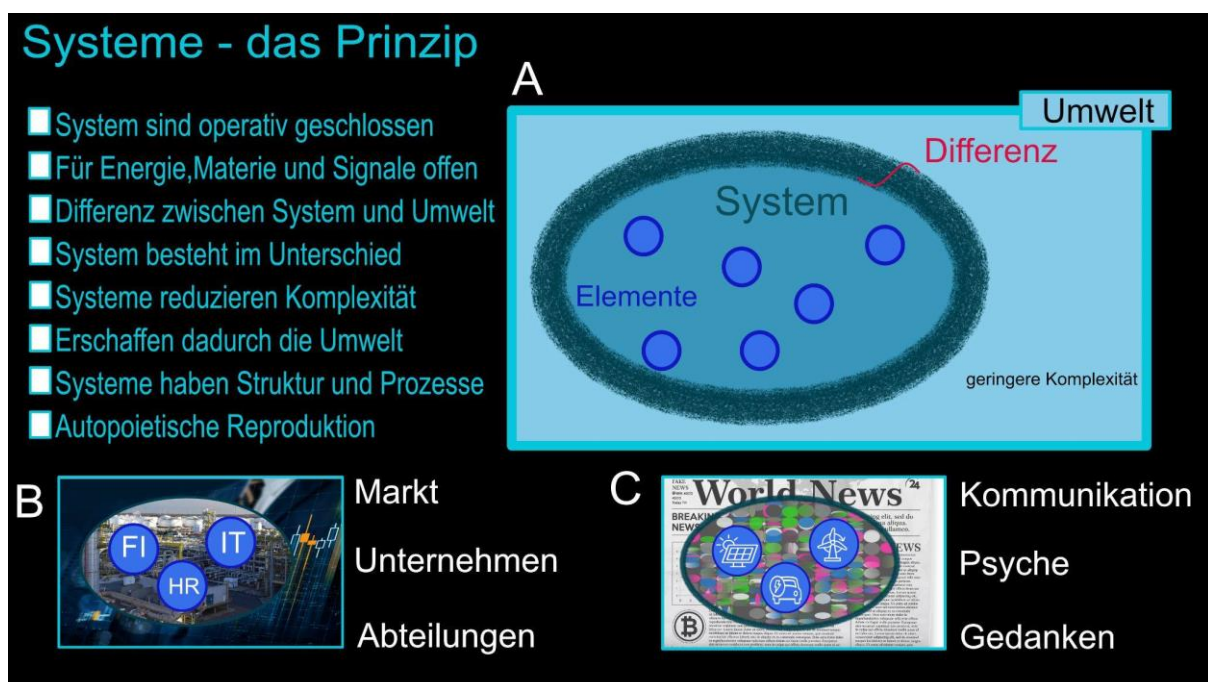 Systeme - das Prinzip
System sind operativ geschlossen
Für Energie,Materie und Signale offen
Differenz zwischen System und Umwelt
System besteht im Unterschied
Systeme reduzieren Komplexität
Erschaffen dadurch die Umwelt
Systeme haben Struktur und Prozesse
Autopoietische Reproduktion
A
Umwelt
Differenz
System
Elemente
geringere Komplexität
B
FI
IT
HR
Markt
Unternehmen
Abteilungen
C
World News
BREAKING
NEWS
Kommunikation
Psyche
Gedanken